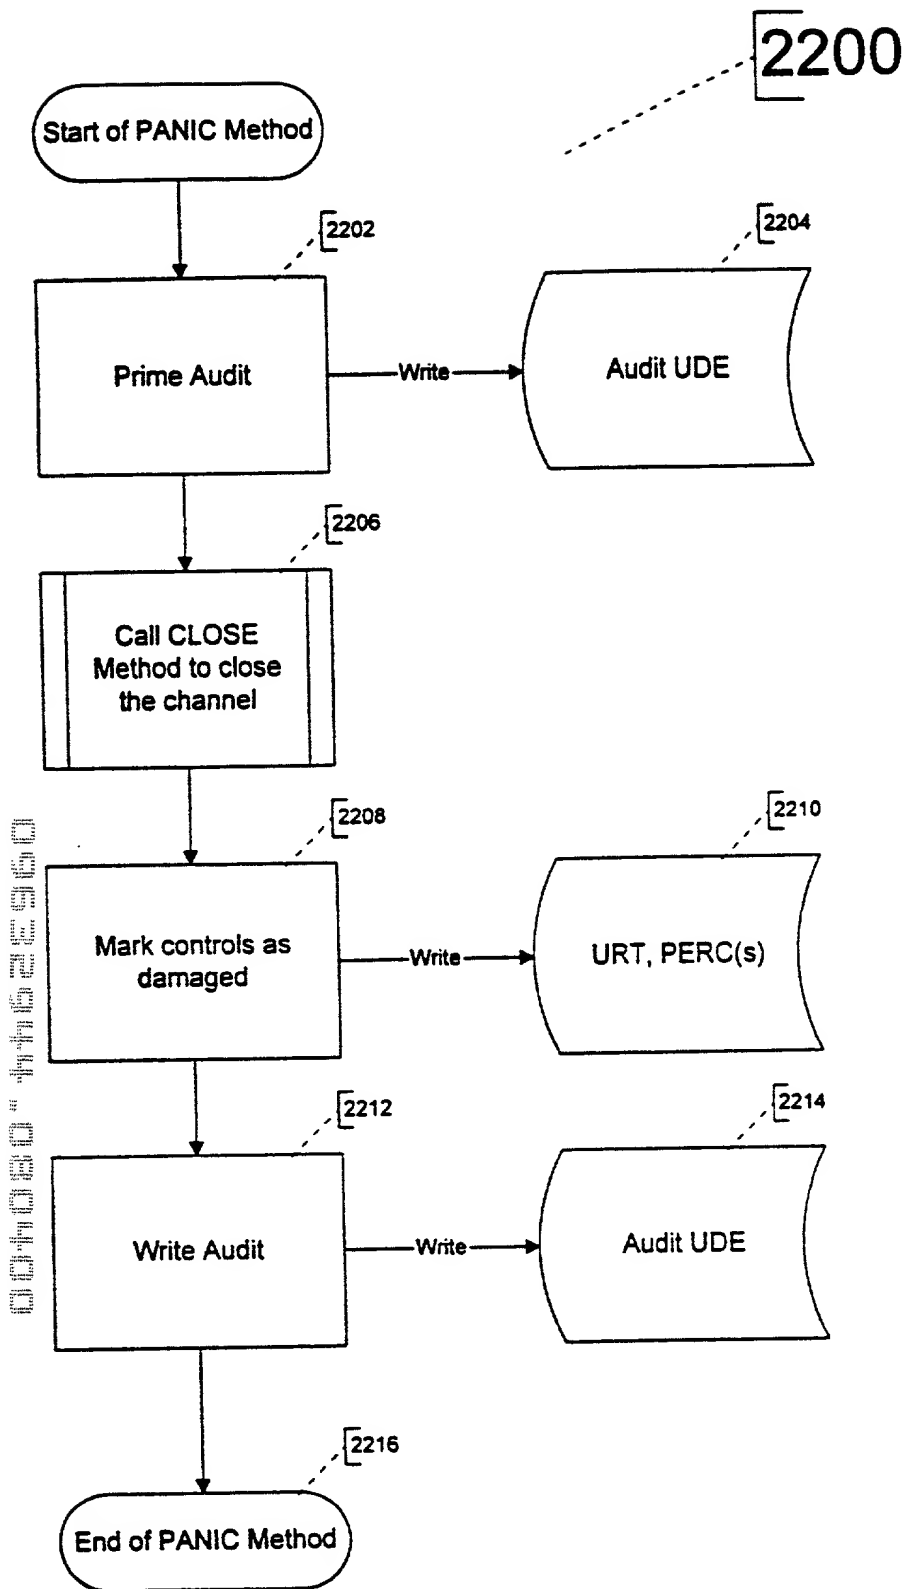 2200
Start of PANIC Method
2202
2204
Prime Audit
Write
Audit UDE
2206
Call CLOSE
Method to close
the channel
2208
2210
Mark controls as
damaged
Write
URT, PERC(s)
2212
2214
Write Audit
Write
Audit UDE
2216
End of PANIC Method